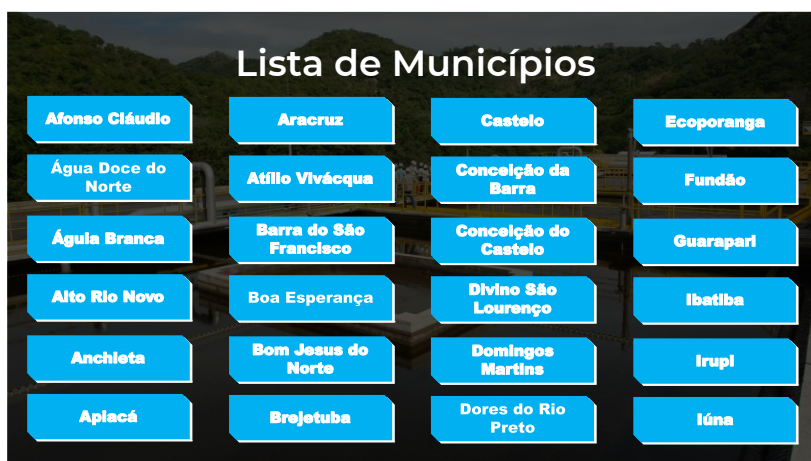 Lista de Municípios
Afonso Cláudio
Água Doce do
Norte
Águia Branca
Alto Rio Novo
Anchieta
Apiacá
Aracruz
Atílio Vivácqua
Barra do São
Francisco
Boa Esperança
Bom Jesus do
Norte
Brejetuba
Castelo
Conceição da
Barra
Conceição do
Castelo
Divino São
Lourenço
Domingos
Martins
Dores do Rio
Preto
Ecoporanga
Fundão
Guarapari
Ibatiba
Irupi
Iúna